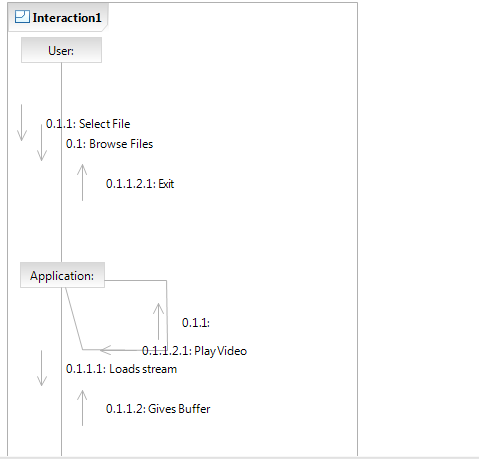 Interaction1
User:
0.1.1: Select File
0.1: Browse Files
0.1.1.2.1: Exit
Application:
0.1.1:
0.1.1.2.1: PlayVideo
0.1.1.1: Loads stream
0.1.1.2: Gives Buffer